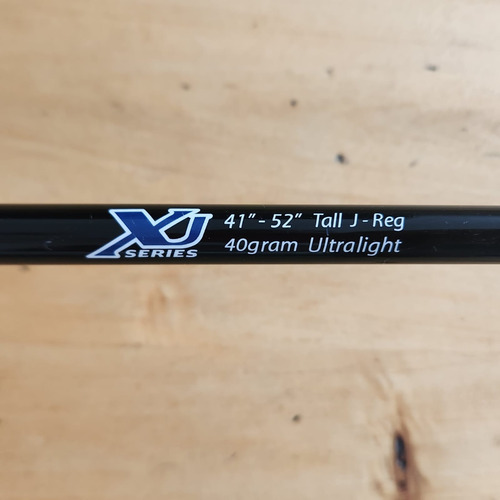 XJ
SERIES
41” - 52” Tall J - Reg
40gram Ultralight